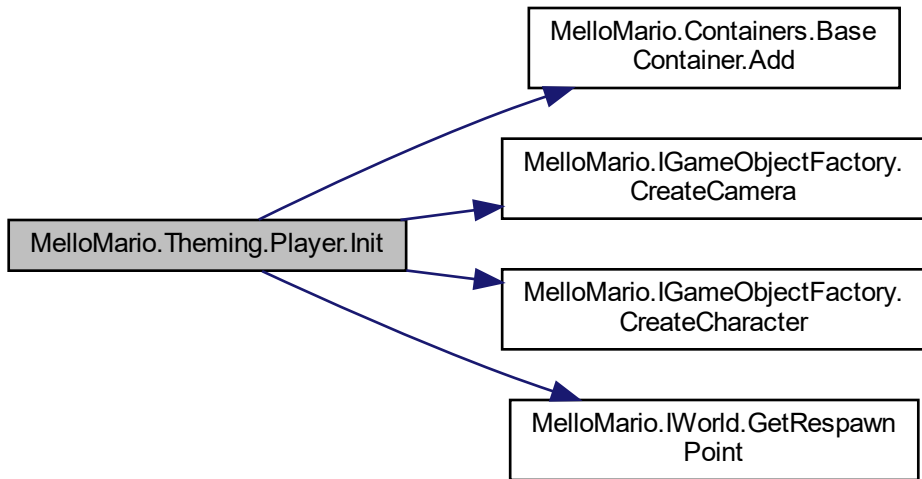 MelloMario.Containers.Base
Container.Add
MelloMario.IGameObjectFactory.
CreateCamera
MelloMario.Theming.Player.Init
MelloMario.IGameObjectFactory.
CreateCharacter
MelloMario.IWorld.GetRespawn
Point